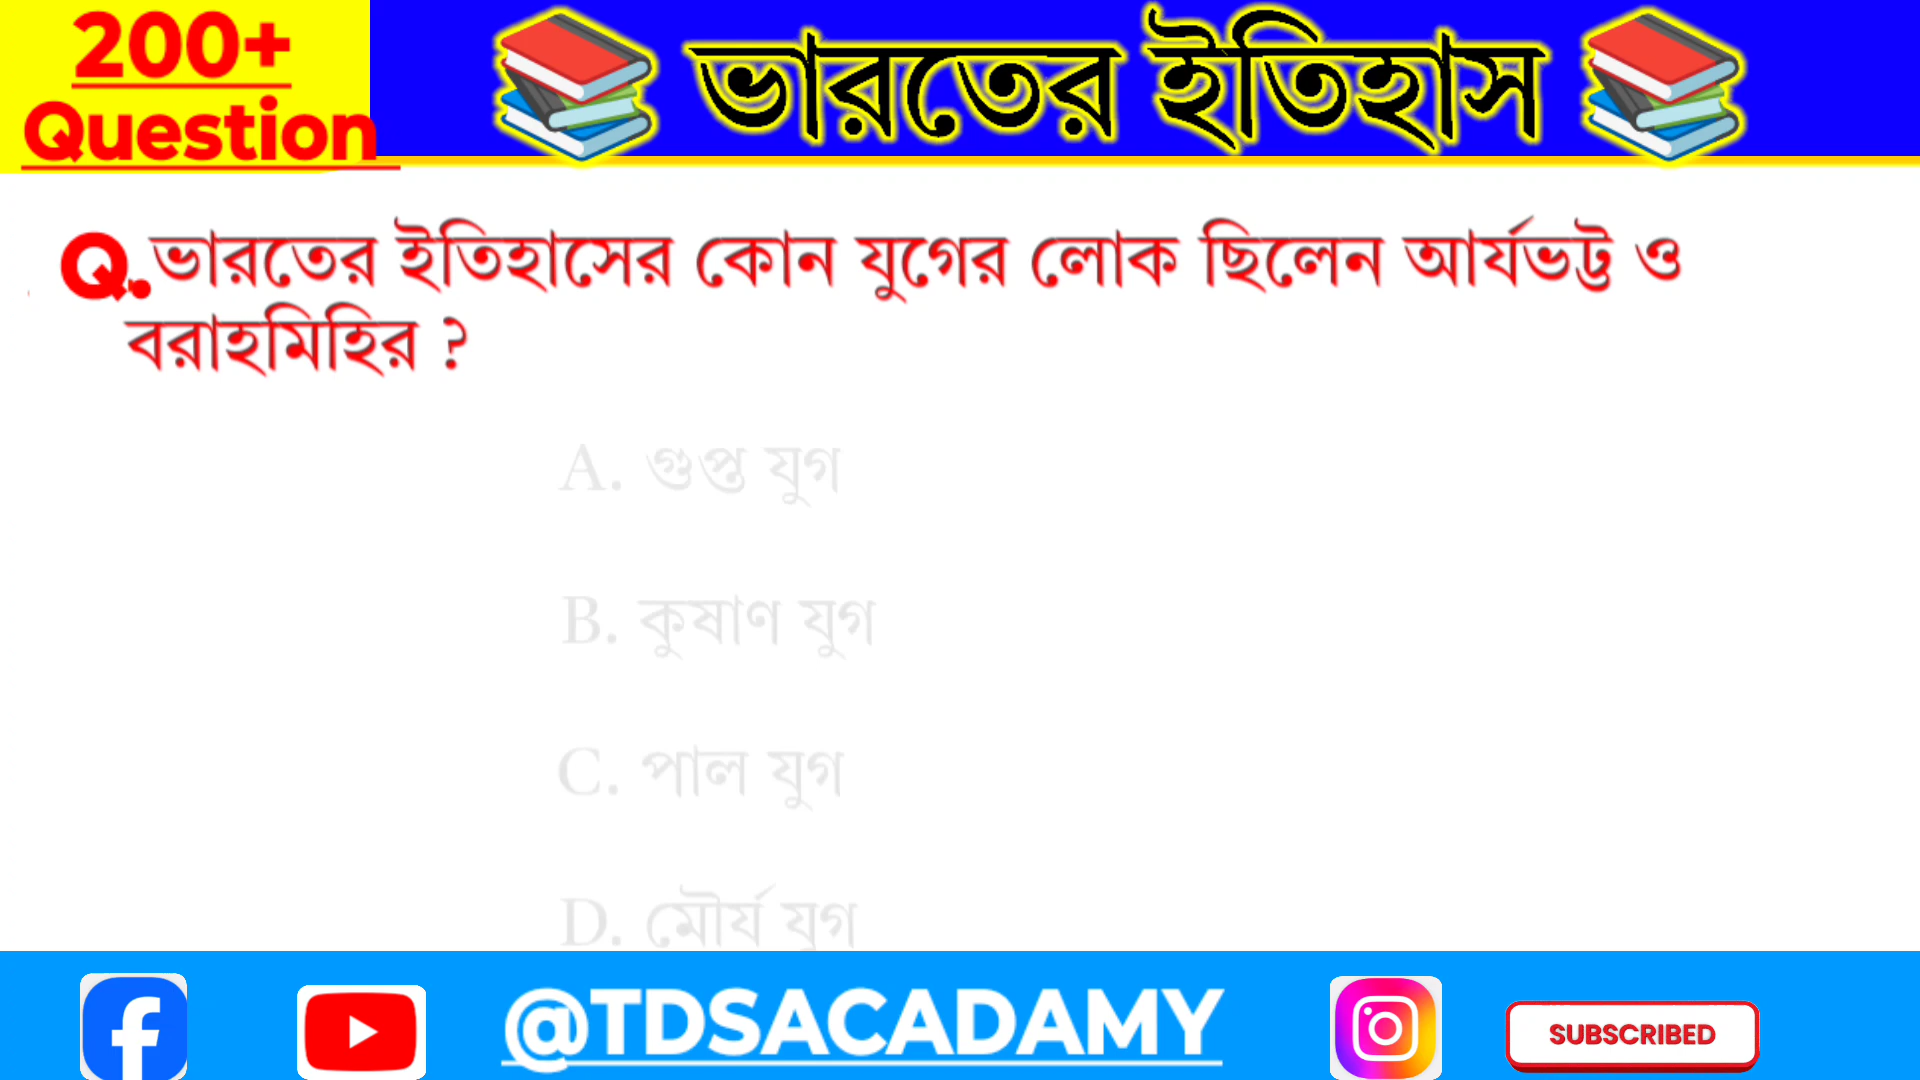 200+
Question
📚 ভারতের ইতিহাস 📚
Q.ভারতের ইতিহাসের কোন যুগের লোক ছিলেন আর্যভট্ট ও
বরাহমিহির ?
A. গুপ্ত যুগ
B. কুষাণ যুগ
C. পাল যুগ
D. মৌর্য যুগ
@TDSACADAMY
SUBSCRIBED